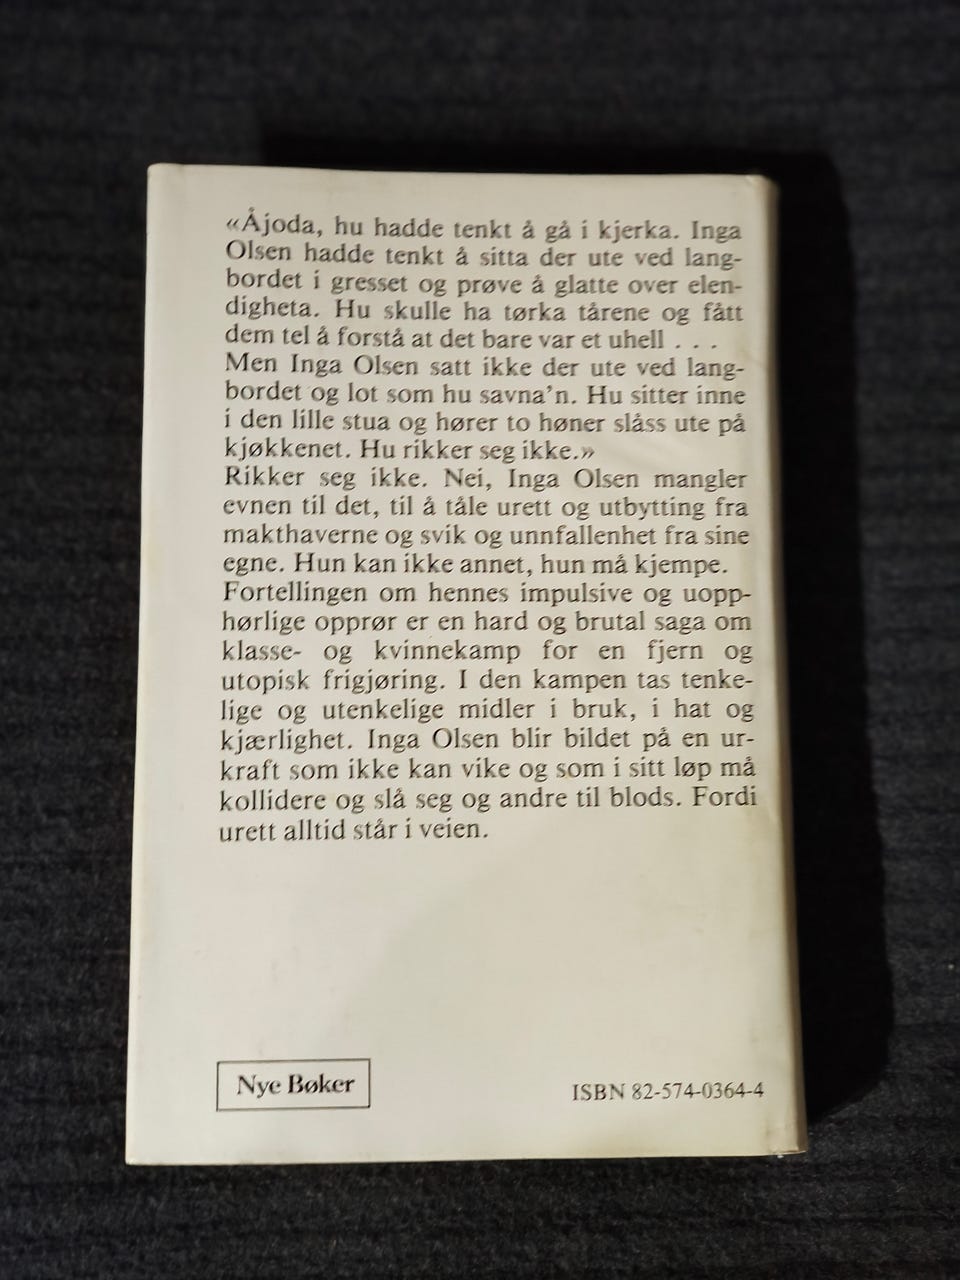 «Åjoda, hu hadde tenkt å gå i kjerka. Inga
Olsen hadde tenkt å sitta der ute ved lang-
bordet i gresset og prøve å glatte over elen-
digheta. Hu skulle ha tørka tårene og fått
dem tel å forstå at det bare var et uhell . . .
Men Inga Olsen satt ikke der ute ved lang-
bordet og lot som hu savna'n. Hu sitter inne
i den lille stua og hører to høner slåss ute på
kjøkkenet. Hu rikker seg ikke.»
Rikker seg ikke. Nei, Inga Olsen mangler
evnen til det, til å tåle urett og utbytting fra
makthaverne og svik og unnfallenhet fra sine
egne. Hun kan ikke annet, hun må kjempe.
Fortellingen om hennes impulsive og uopp-
hørlige opprør er en hard og brutal saga om
klasse- og kvinnekamp for en fjern og
utopisk frigjøring. I den kampen tas tenke-
lige og utenkelige midler i bruk, i hat og
kjærlighet. Inga Olsen blir bildet på en ur-
kraft som ikke kan vike og som i sitt løp må
kollidere og slå seg og andre til blods. Fordi
urett alltid står i veien.
Nye Bøker
ISBN 82-574-0364-4